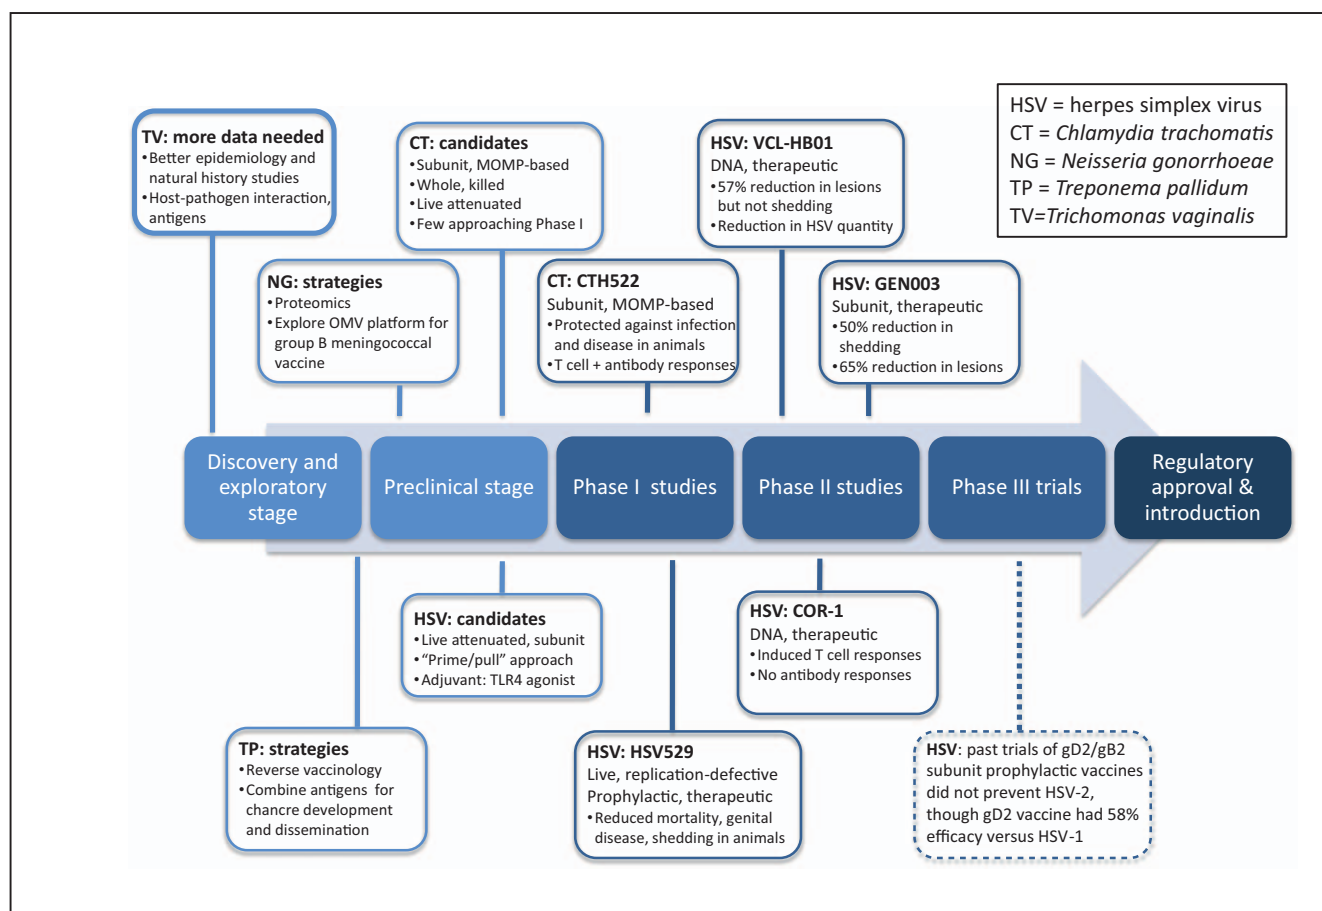 HSV = herpes simplex virus
CT = Chlamydia trachomatis
NG = Neisseria gonorrhoeae
TP = Treponema pallidum
TV=Trichomonas vaginalis
TV: more data needed
•Better epidemiology and
natural history studies
•Host-pathogen interaction,
antigens
CT: candidates
•Subunit, MOMP-based
•Whole, killed
•Live attenuated
•Few approaching Phase I
HSV: VCL-HB01
DNA, therapeutic
•57% reduction in lesions
but not shedding
•Reduction in HSV quantity
NG: strategies
•Proteomics
•Explore OMV platform for
group B meningococcal
vaccine
CT: CTH522
Subunit, MOMP-based
•Protected against infection
and disease in animals
•T cell + antibody responses
HSV: GEN003
Subunit, therapeutic
•50% reduction in
shedding
•65% reduction in lesions
Discovery and
exploratory
stage
Preclinical stage
Phase I studies
Phase II studies
Phase III trials
Regulatory
approval &
introduction
HSV: candidates
•Live attenuated, subunit
•“Prime/pull” approach
•Adjuvant: TLR4 agonist
HSV: COR-1
DNA, therapeutic
•Induced T cell responses
•No antibody responses
TP: strategies
•Reverse vaccinology
•Combine antigens for
chancre development
and dissemination
HSV: HSV529
Live, replication-defective
Prophylactic, therapeutic
•Reduced mortality, genital
disease, shedding in animals
HSV: past trials of gD2/gB2
subunit prophylactic vaccines
did not prevent HSV-2,
though gD2 vaccine had 58%
efficacy versus HSV-1